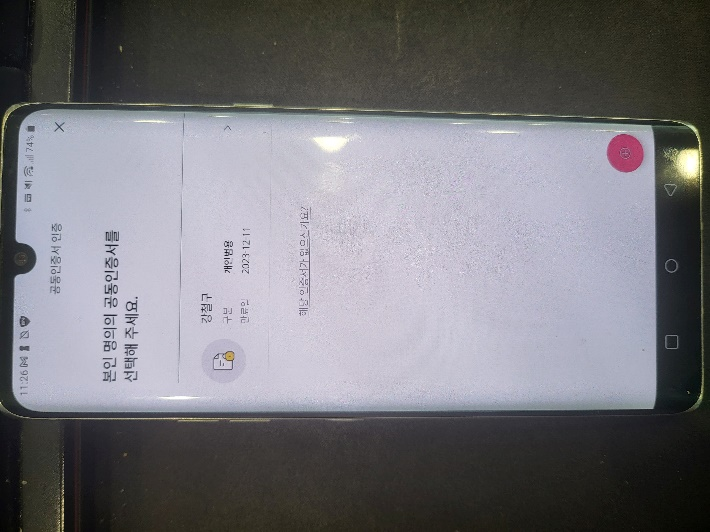 11:26
74%
공동인증서 인증
본인 명의의 공동인증서를
선택해 주세요.
강철구
구분 개인범용
만료일 2023-12-11
해당 인증서가 없으신가요?